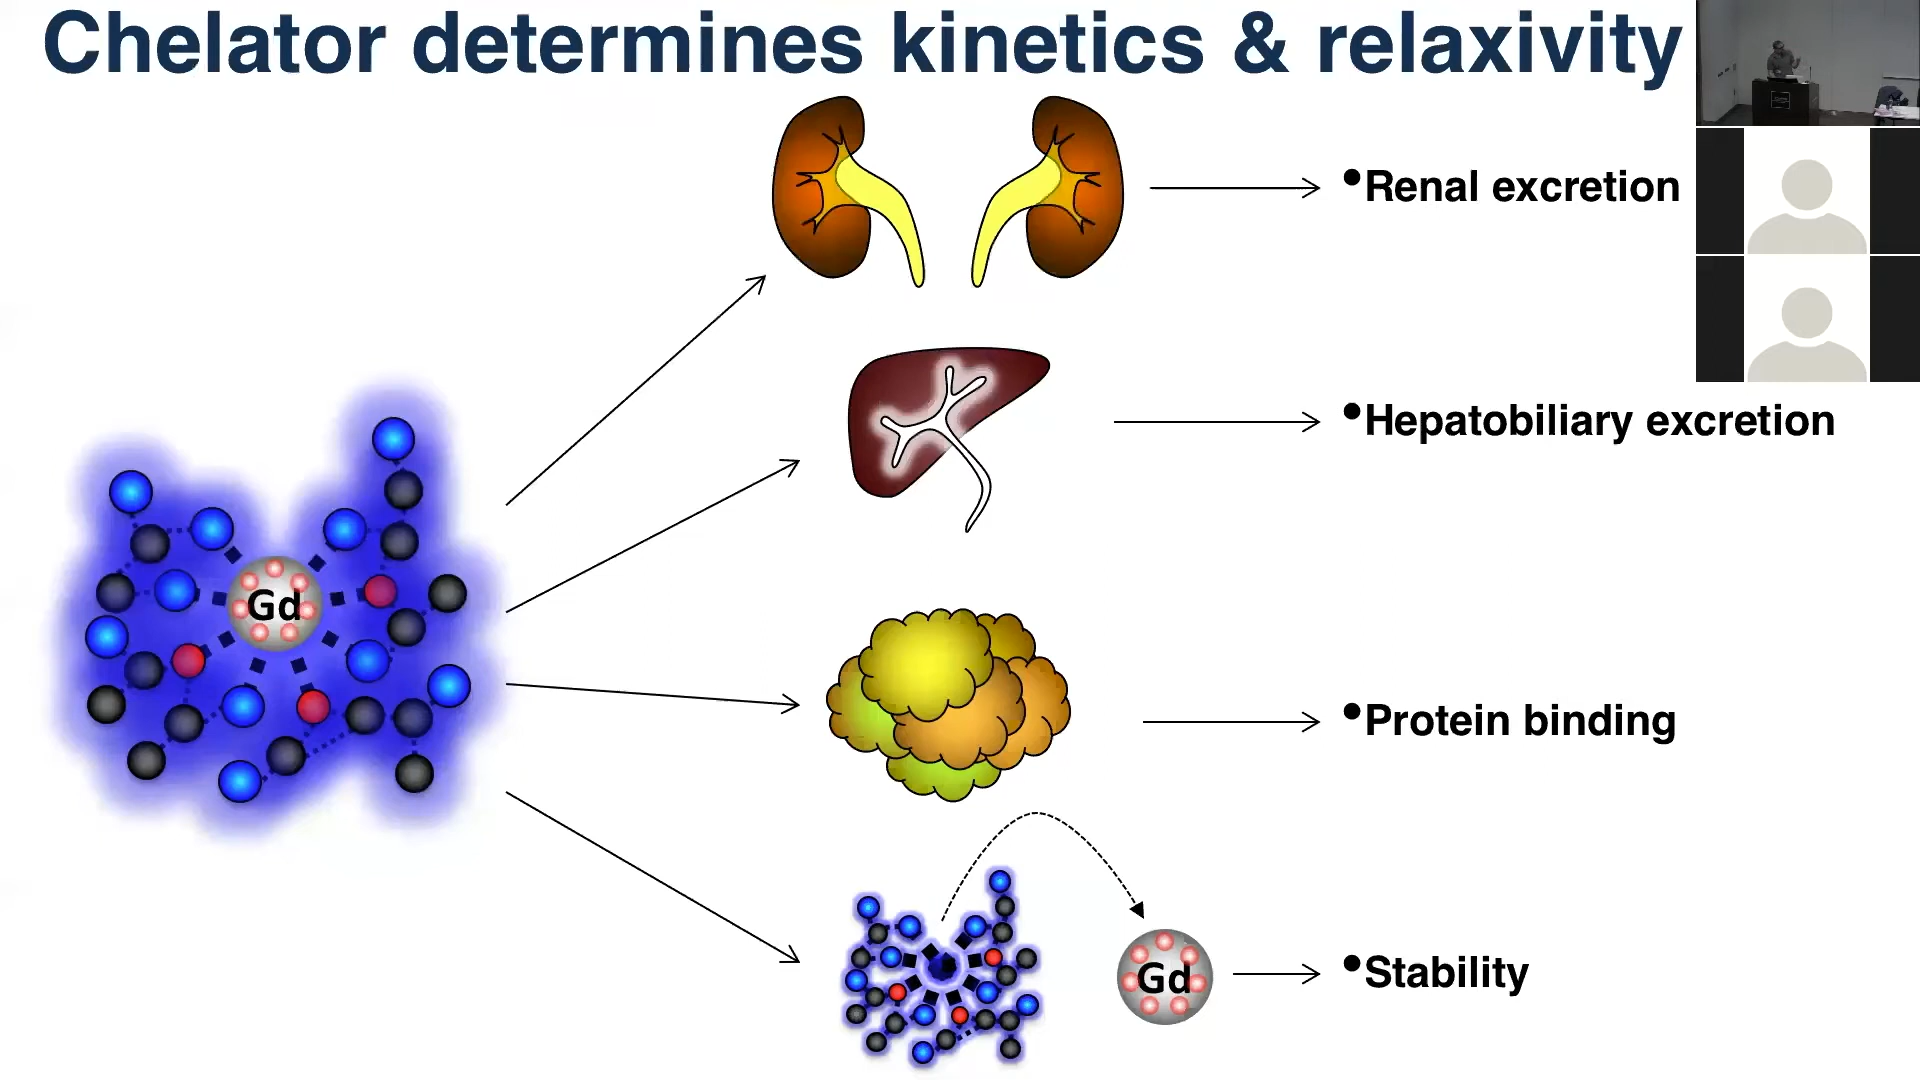 Chelator determines kinetics & relaxivity
•Renal excretion
•Hepatobiliary excretion
Gd
•Protein binding
Gd
•Stability